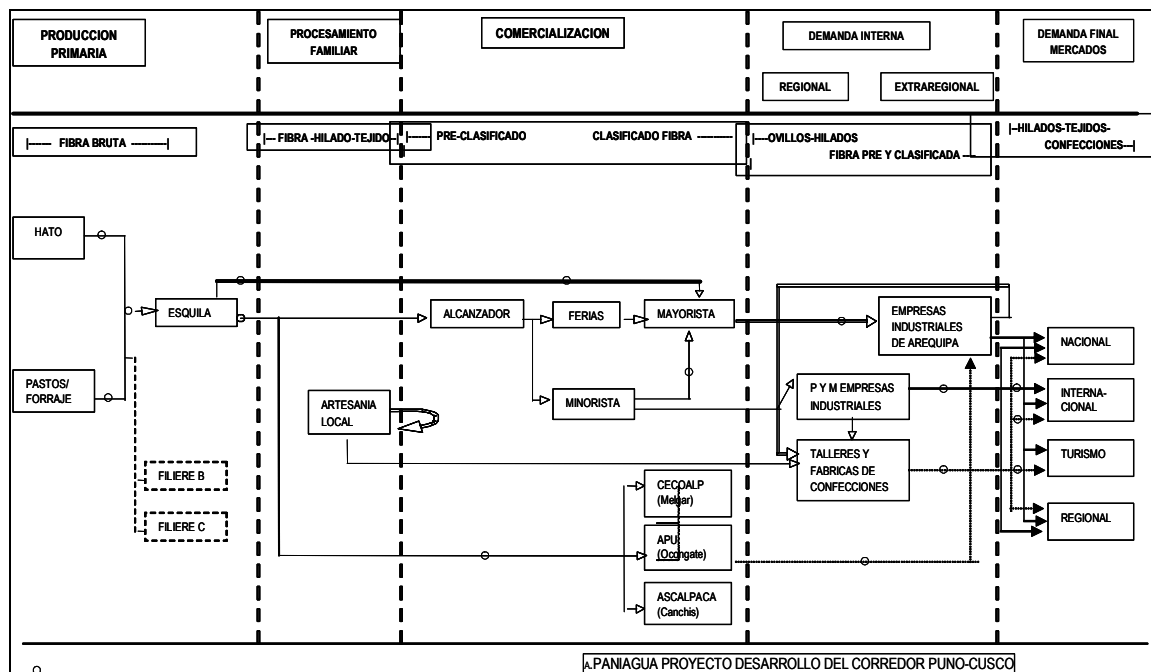 PRODUCCION
PRIMARIA
PROCESAMIENTO
FAMILIAR
COMERCIALIZACION
DEMANDA INTERNA
DEMANDA FINAL
MERCADOS
REGIONAL
EXTRAREGIONAL
|---- FIBRA BRUTA --------|
|--- FIBRA -HILADO-TEJIDO---|
|----- PRE-CLASIFICADO
CLASIFICADO FIBRA ---------|
|---OVILLOS-HILADOS
FIBRA PRE Y CLASIFICADA ---|
|-HILADOS-TEJIDOS-
CONFECCIONES---|
HATO
ESQUILA
PASTOS/
FORRAJE
FILIERE B
FILIERE C
ARTESANIA
LOCAL
ALCANZADOR
FERIAS
MAYORISTA
MINORISTA
CECOALP
(Melgar)
APU
(Ocongate)
ASCALPACA
(Canchis)
EMPRESAS
INDUSTRIALES
DE AREQUIPA
P Y M EMPRESAS
INDUSTRIALES
TALLERES Y
FABRICAS DE
CONFECCIONES
NACIONAL
INTERNA-
CIONAL
TURISMO
REGIONAL
A.PANIAGUA PROYECTO DESARROLLO DEL CORREDOR PUNO-CUSCO